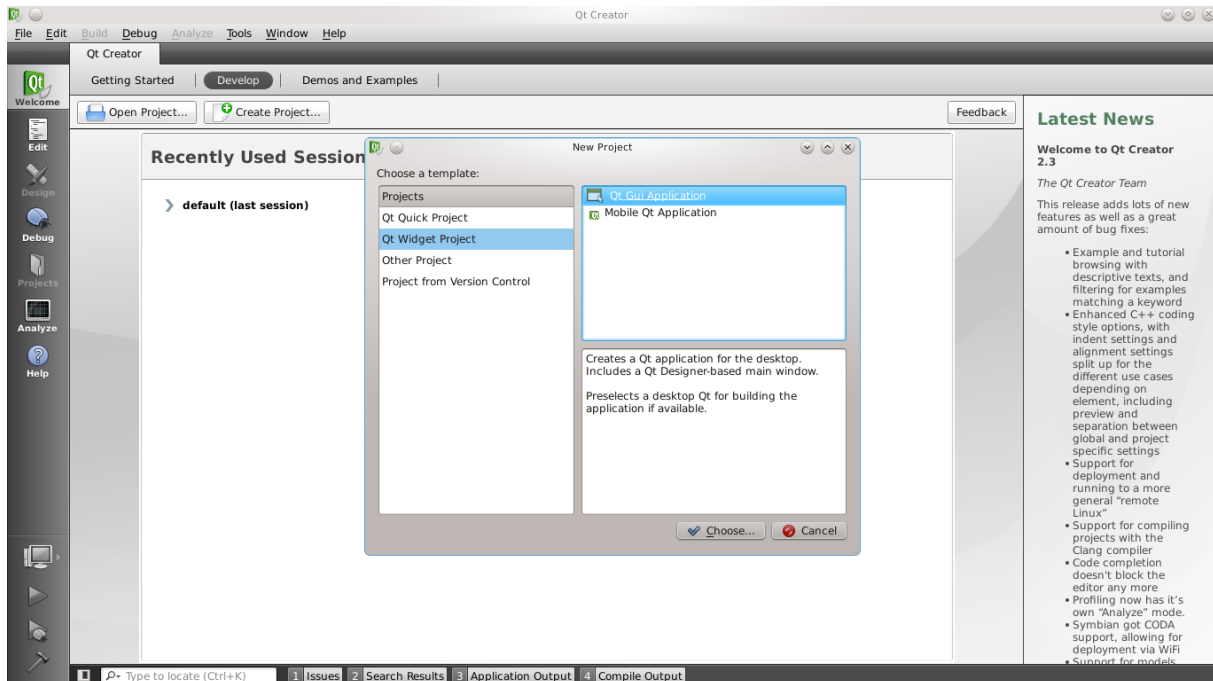 Qt Creator
File Edit Build Debug Analyze Tools Window Help
Qt Creator
Getting Started Develop Demos and Examples
Open Project... Create Project... Feedback
Welcome
Edit
Design
Debug
Projects
Analyze
Help
Recently Used Session
default (last session)
New Project
Choose a template:
Projects
Qt Quick Project
Qt Widget Project
Other Project
Project from Version Control
Qt Gui Application
Mobile Qt Application
Creates a Qt application for the desktop.
Includes a Qt Designer-based main window.
Preselects a desktop Qt for building the
application if available.
Choose... Cancel
Latest News
Welcome to Qt Creator
2.3
The Qt Creator Team
This release adds lots of new
features as well as a great
amount of bug fixes:
• Example and tutorial
browsing with
descriptive texts, and
filtering for examples
matching a keyword
• Enhanced C++ coding
style options, with
indent settings and
alignment settings
split up for the
different use cases
depending on
element, including
preview and
separation between
global and project
specific settings
• Support for
deployment and
running to a more
general “remote
Linux”
• Support for compiling
projects with the
Clang compiler
• Code completion
doesn't block the
editor any more
• Profiling now has it’s
own “Analyze” mode.
• Symbian got CODA
support, allowing for
deployment via WiFi
• Support for models
Type to locate (Ctrl+K) 1 Issues 2 Search Results 3 Application Output 4 Compile Output